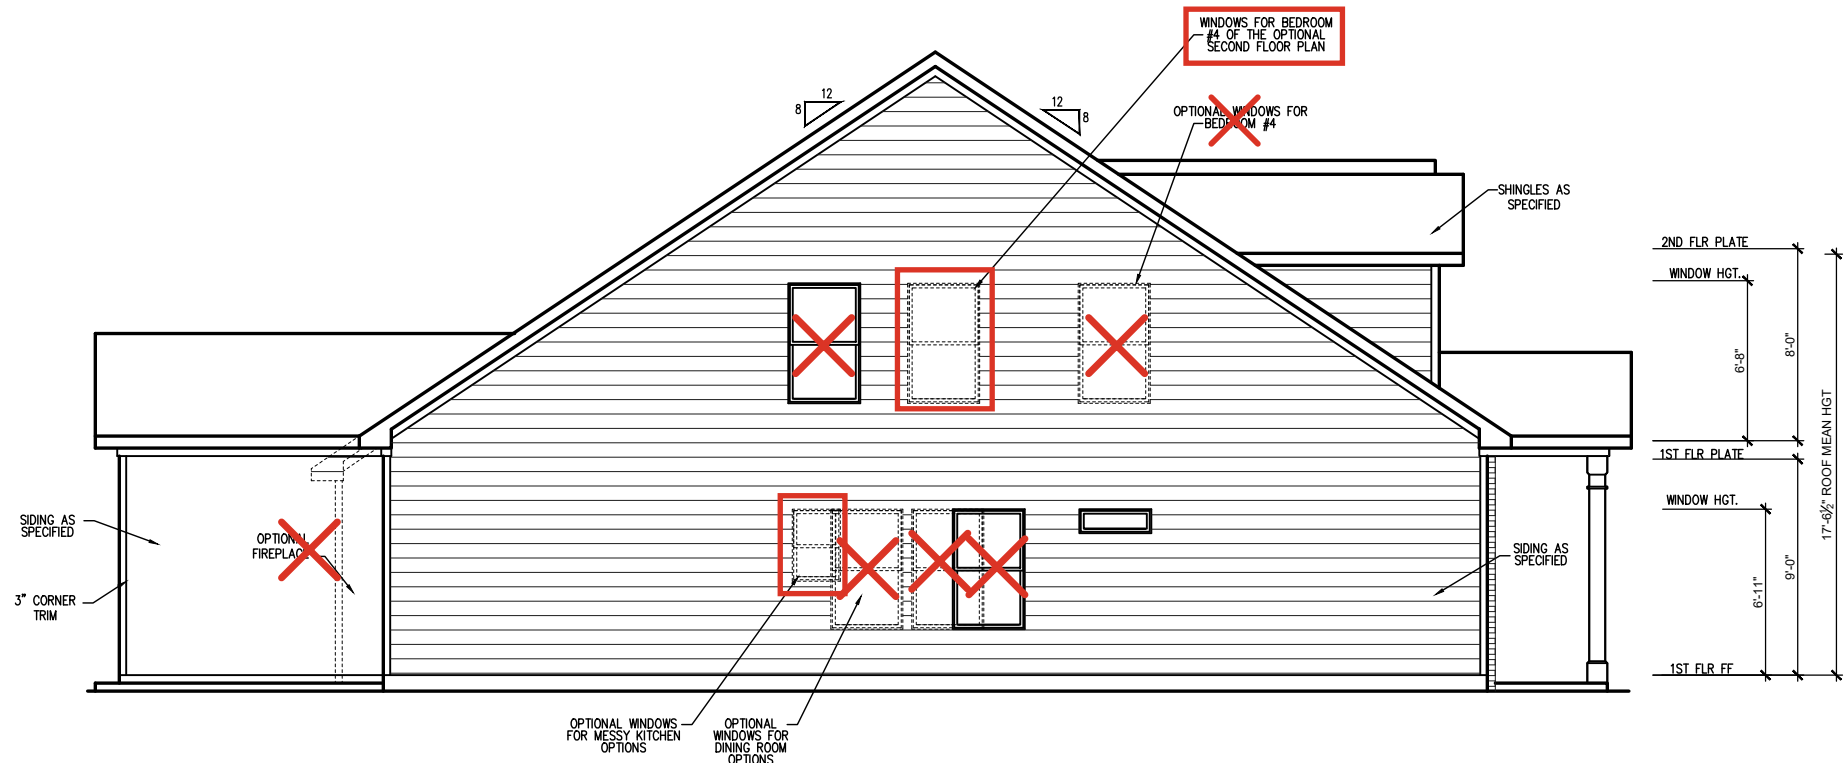 WINDOWS FOR BEDROOM
#4 OF THE OPTIONAL
SECOND FLOOR PLAN
12
8
12
8
OPTIONAL WINDOWS FOR
BEDROOM #4
SHINGLES AS
SPECIFIED
2ND FLR PLATE
WINDOW HGT.
6'-8"
8'-0"
17'-6½" ROOF MEAN HGT
1ST FLR PLATE
WINDOW HGT.
6'-11"
9'-0"
1ST FLR FF
SIDING AS
SPECIFIED
OPTIONAL
FIREPLACE
3" CORNER
TRIM
SIDING AS
SPECIFIED
OPTIONAL WINDOWS
FOR MESSY KITCHEN
OPTIONS
OPTIONAL
WINDOWS FOR
DINING ROOM
OPTIONS